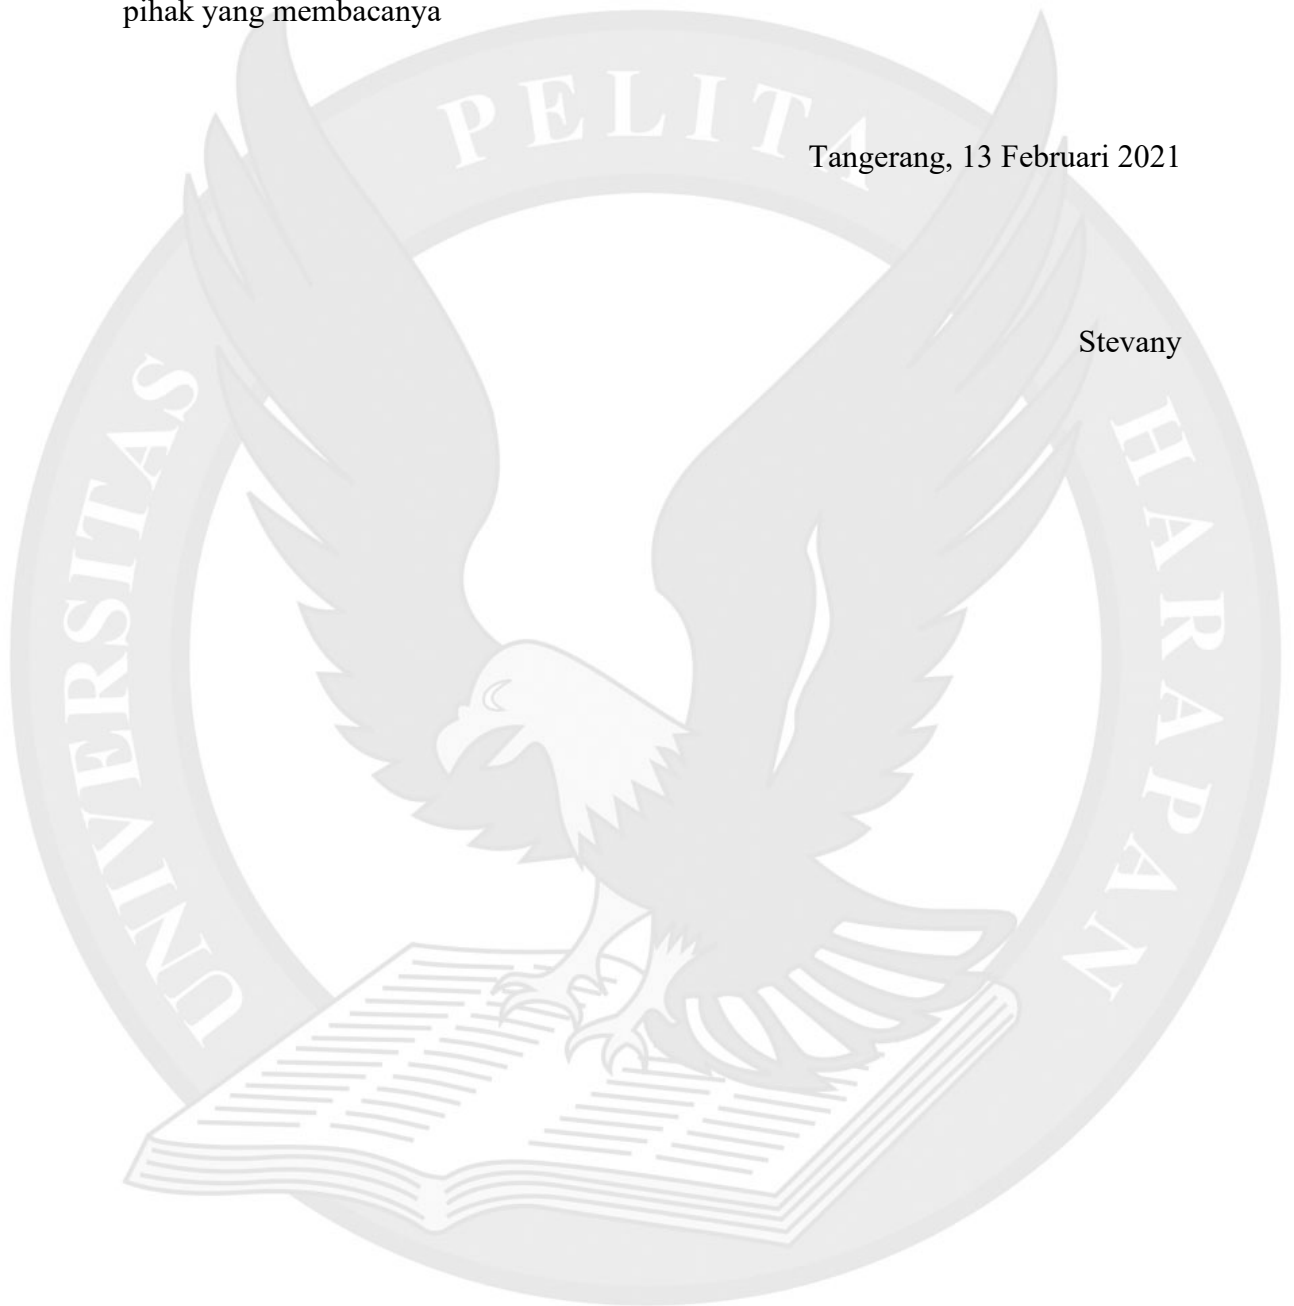 pihak yang membacanya
PELITA
Tangerang, 13 Februari 2021
Stevany
UNIVERSITAS
HARAPAN